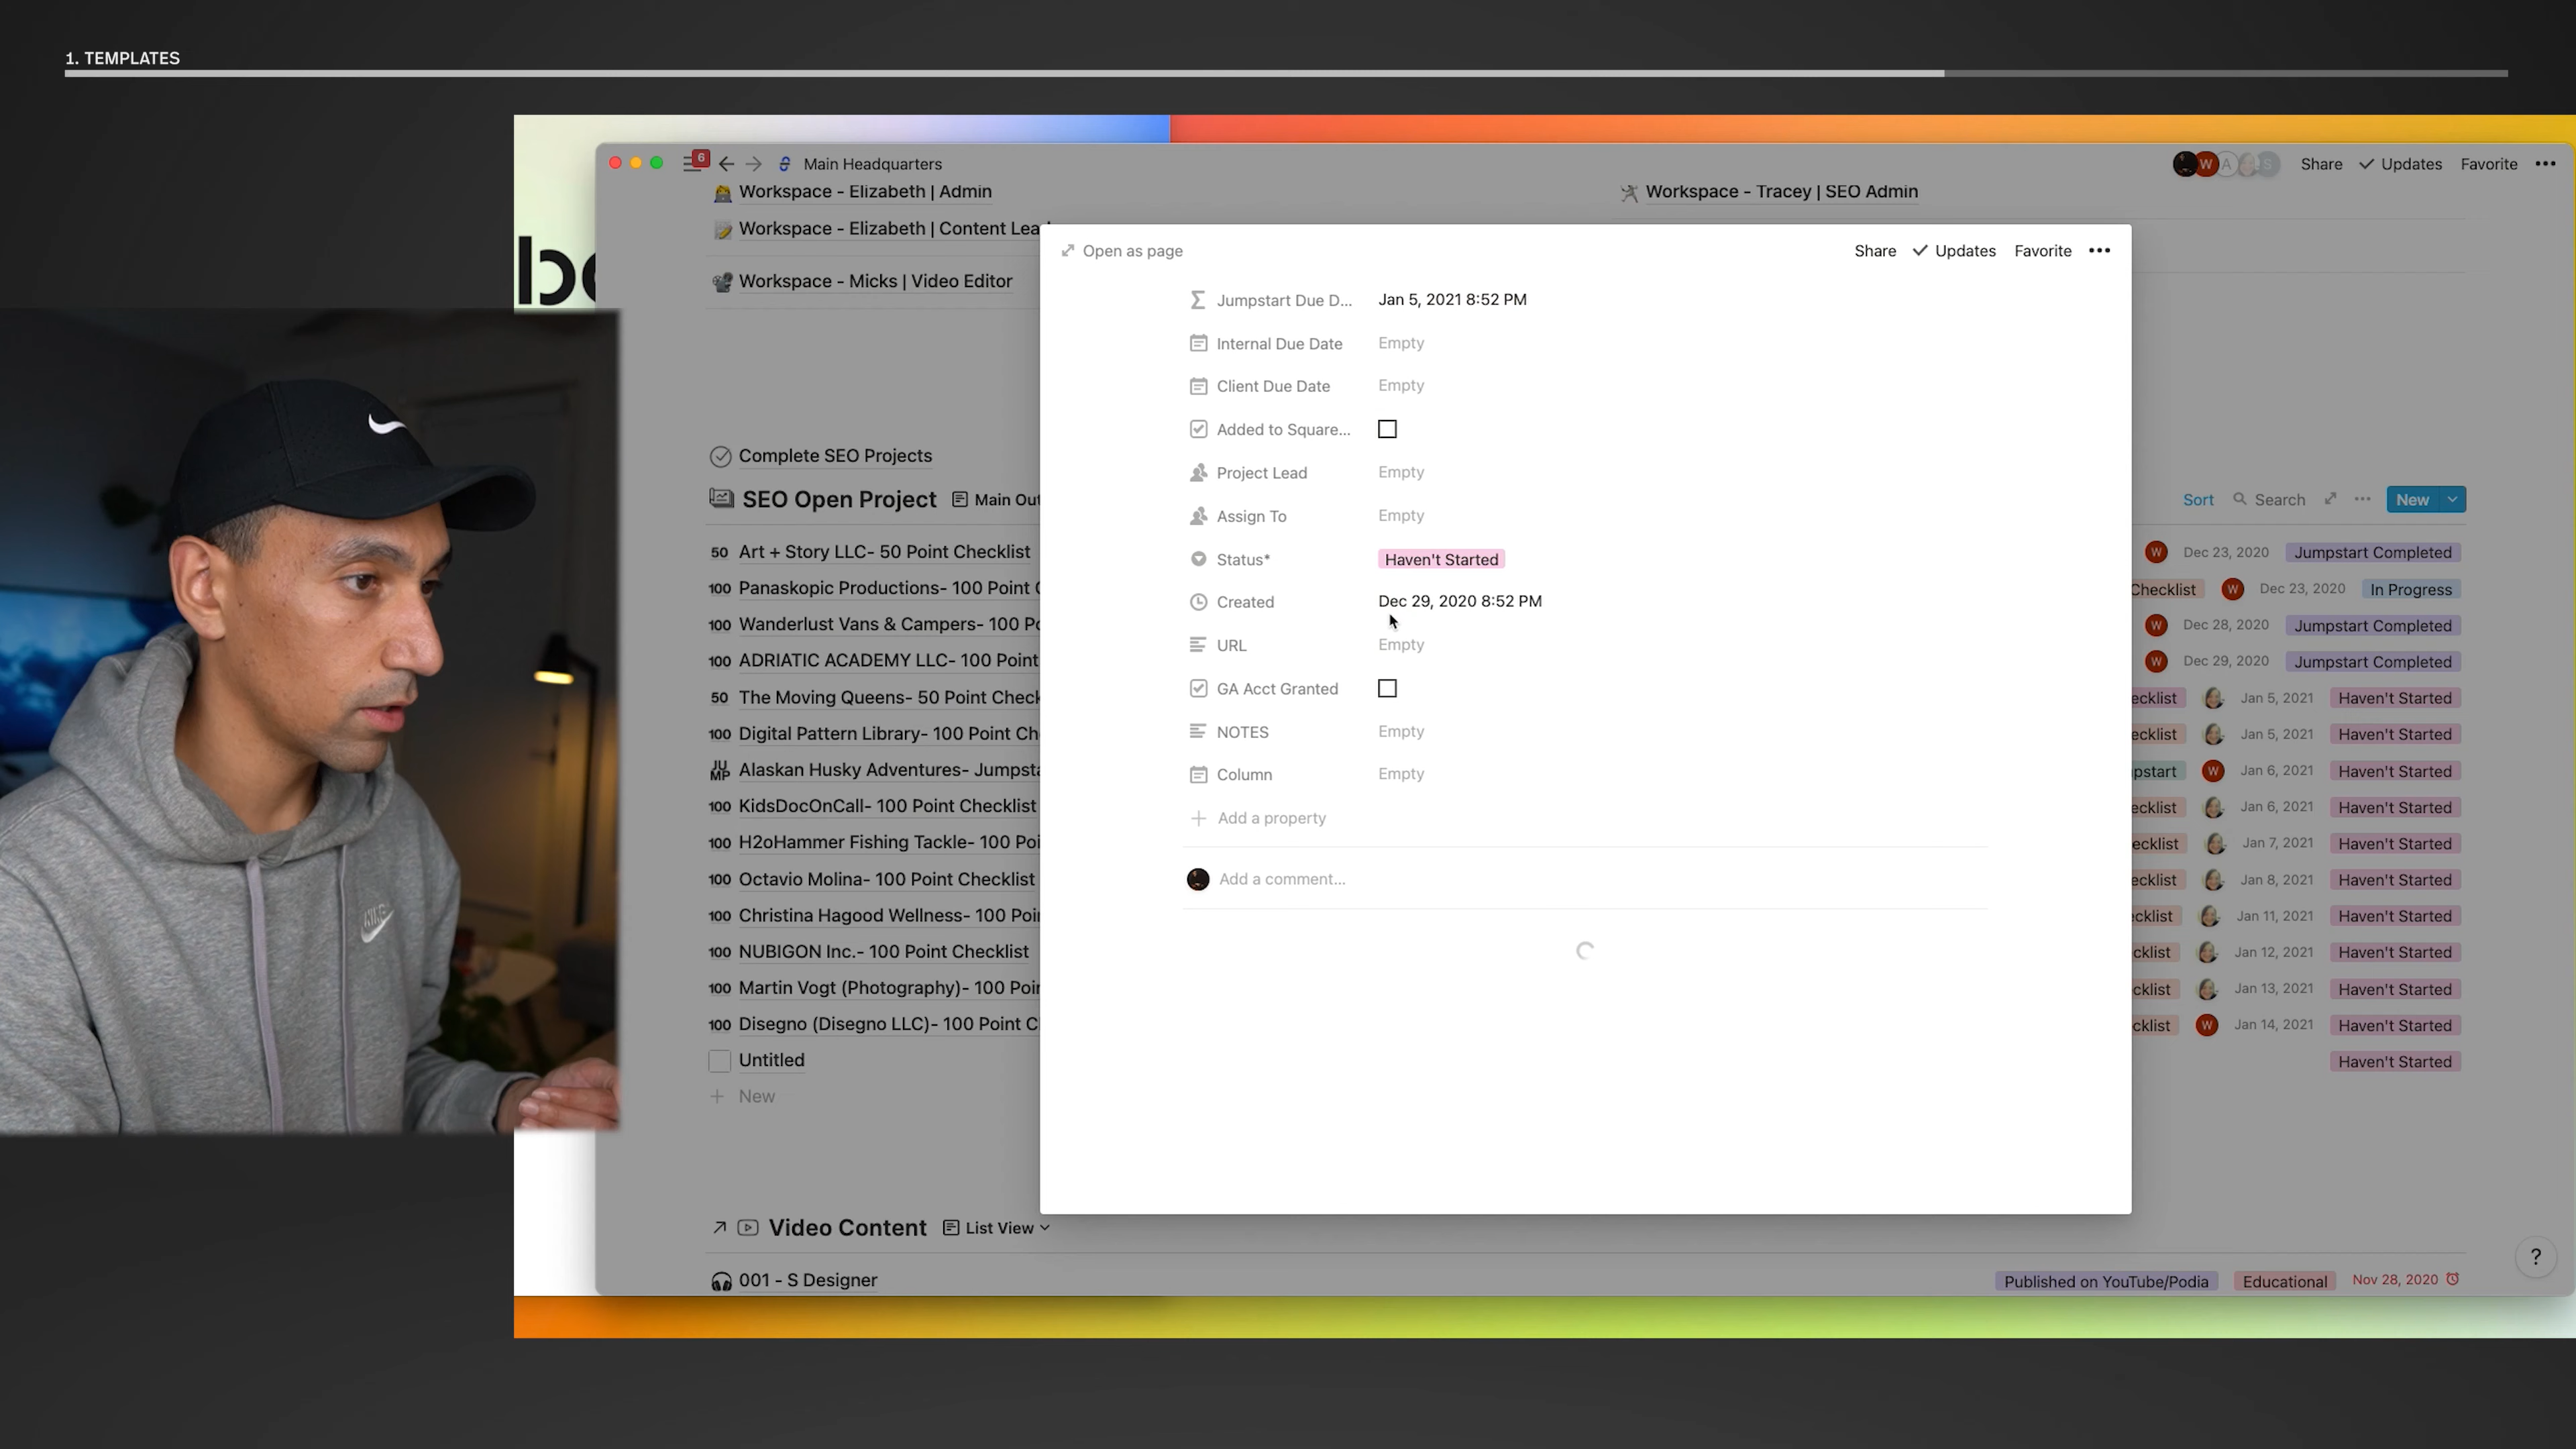 1. TEMPLATES
6
Main Headquarters
W
A
S
Share
Updates
Favorite
Workspace - Elizabeth | Admin
Workspace - Tracey | SEO Admin
Workspace - Elizabeth | Content Lea
Workspace - Micks | Video Editor
Open as page
Share
Updates
Favorite
Jumpstart Due D... Jan 5, 2021 8:52 PM
Internal Due Date Empty
Client Due Date Empty
Added to Square...
Project Lead Empty
Assign To Empty
Status* Haven't Started
Created Dec 29, 2020 8:52 PM
URL Empty
GA Acct Granted
NOTES Empty
Column Empty
Add a property
Add a comment...
Complete SEO Projects
SEO Open Project Main Out
Sort Search New
50 Art + Story LLC- 50 Point Checklist
W Dec 23, 2020 Jumpstart Completed
100 Panaskopic Productions- 100 Point
Checklist W Dec 23, 2020 In Progress
100 Wanderlust Vans & Campers- 100 Po
W Dec 28, 2020 Jumpstart Completed
100 ADRIATIC ACADEMY LLC- 100 Point
W Dec 29, 2020 Jumpstart Completed
50 The Moving Queens- 50 Point Check
ecklist Jan 5, 2021 Haven't Started
100 Digital Pattern Library- 100 Point Ch
ecklist Jan 5, 2021 Haven't Started
JUMP Alaskan Husky Adventures- Jumpsta
pstart W Jan 6, 2021 Haven't Started
100 KidsDocOnCall- 100 Point Checklist
ecklist Jan 6, 2021 Haven't Started
100 H2oHammer Fishing Tackle- 100 Poi
ecklist Jan 7, 2021 Haven't Started
100 Octavio Molina- 100 Point Checklist
ecklist Jan 8, 2021 Haven't Started
100 Christina Hagood Wellness- 100 Poi
cklist Jan 11, 2021 Haven't Started
100 NUBIGON Inc.- 100 Point Checklist
cklist Jan 12, 2021 Haven't Started
100 Martin Vogt (Photography)- 100 Poi
cklist Jan 13, 2021 Haven't Started
100 Disegno (Disegno LLC)- 100 Point C
cklist W Jan 14, 2021 Haven't Started
Untitled
Haven't Started
New
Video Content List View
?
001 - S Designer
Published on YouTube/Podia Educational Nov 28, 2020
NIKE